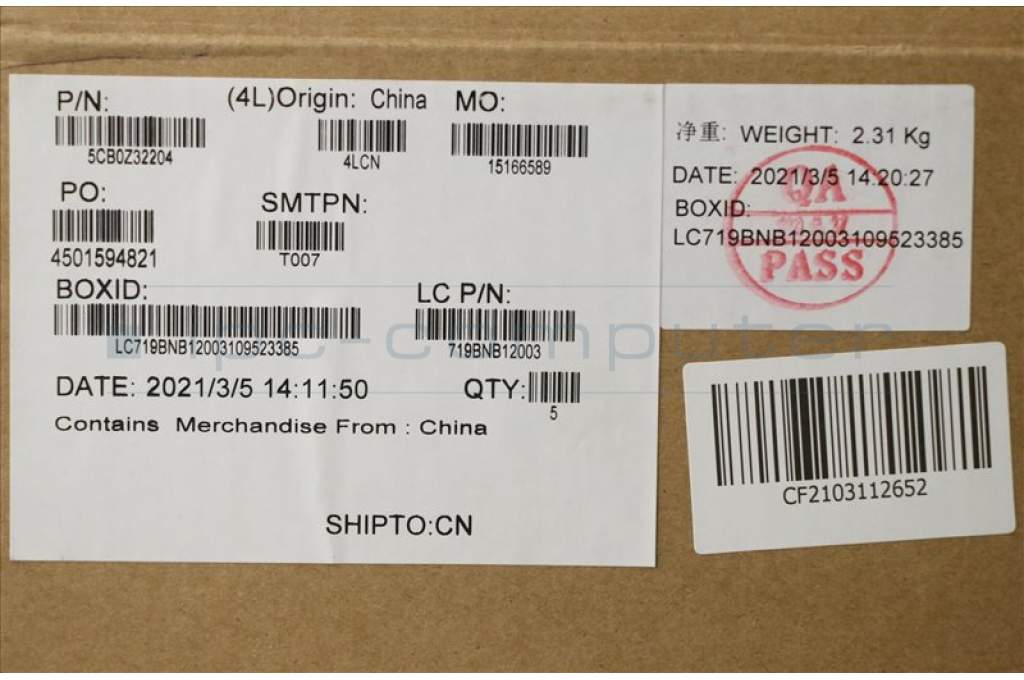 P/N: (4L)Origin: China MO:
5CB0Z32204 4LCN 15166589
PO: SMTPN:
4501594821 T007
BOXID: LC P/N:
LC719BNB12003109523385 719BNB12003
DATE: 2021/3/5 14:11:50 QTY:
5
Contains Merchandise From : China
SHIPTO:CN
净重: WEIGHT: 2.31 Kg
DATE: 2021/3/5 14:20:27
BOXID:
LC719BNB12003109523385
QA
PASS
CF2103112652
ipc-computer